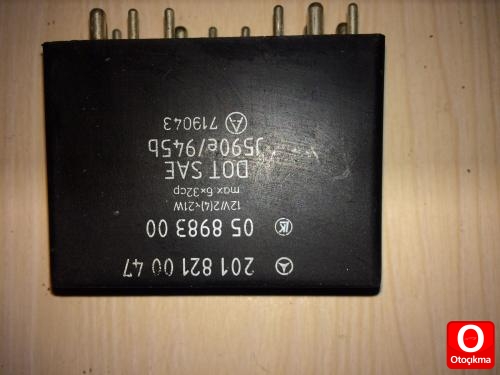 201 821 00 47
05 8983 00
12V/2(4)x21W
max. 6x32cp
DOT SAE
J590e/945b
A 719043
O
Otoçıkma